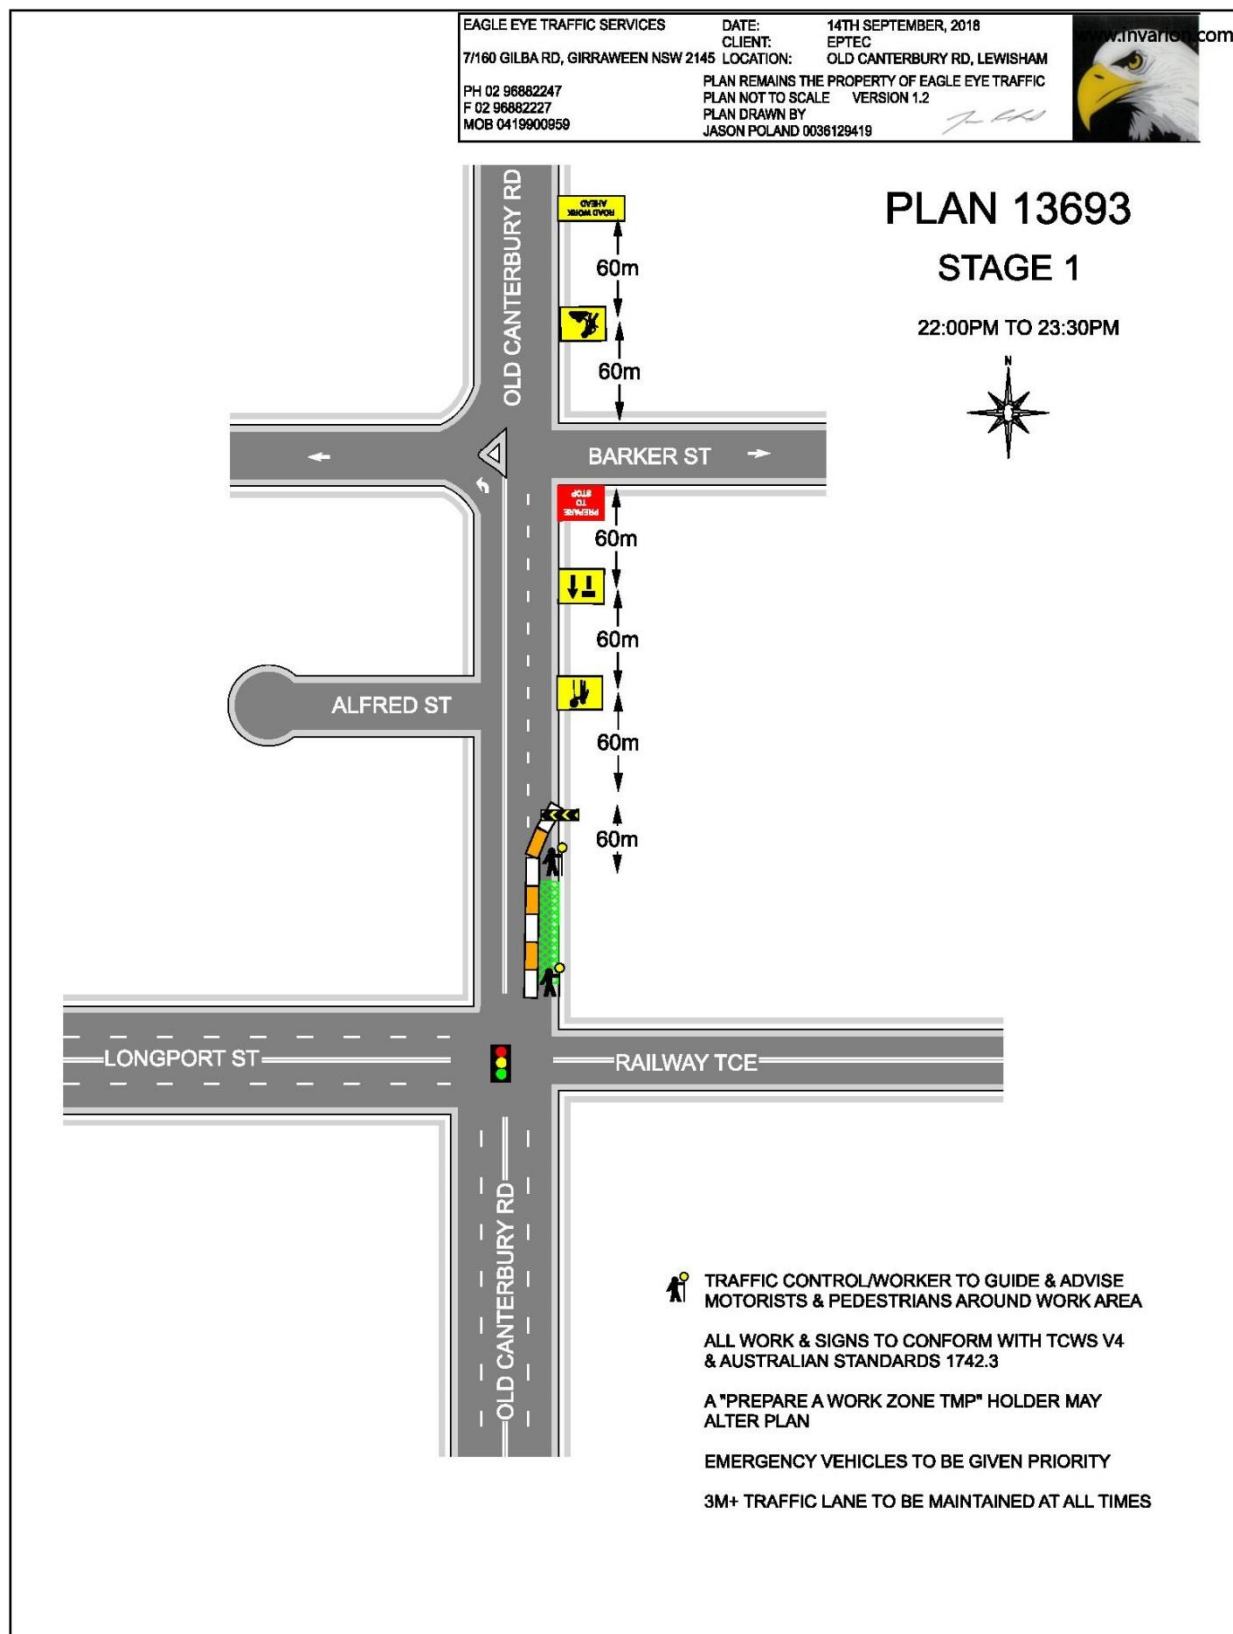 EAGLE EYE TRAFFIC SERVICES
7/160 GILBA RD, GIRRAWEEN NSW 2145
PH 02 96882247
F 02 96882227
MOB 0419900959
DATE: 14TH SEPTEMBER, 2018
CLIENT: EPTEC
LOCATION: OLD CANTERBURY RD, LEWISHAM
PLAN REMAINS THE PROPERTY OF EAGLE EYE TRAFFIC
PLAN NOT TO SCALE VERSION 1.2
PLAN DRAWN BY
JASON POLAND 0036129419
www.invarion.com
PLAN 13693
STAGE 1
22:00PM TO 23:30PM
N
OLD CANTERBURY RD
ROAD WORK
AHEAD
60m
60m
BARKER ST
PREPARE
TO
STOP
60m
60m
ALFRED ST
60m
60m
LONGPORT ST
RAILWAY TCE
OLD CANTERBURY RD
TRAFFIC CONTROL/WORKER TO GUIDE & ADVISE
MOTORISTS & PEDESTRIANS AROUND WORK AREA
ALL WORK & SIGNS TO CONFORM WITH TCWS V4
& AUSTRALIAN STANDARDS 1742.3
A "PREPARE A WORK ZONE TMP" HOLDER MAY
ALTER PLAN
EMERGENCY VEHICLES TO BE GIVEN PRIORITY
3M+ TRAFFIC LANE TO BE MAINTAINED AT ALL TIMES